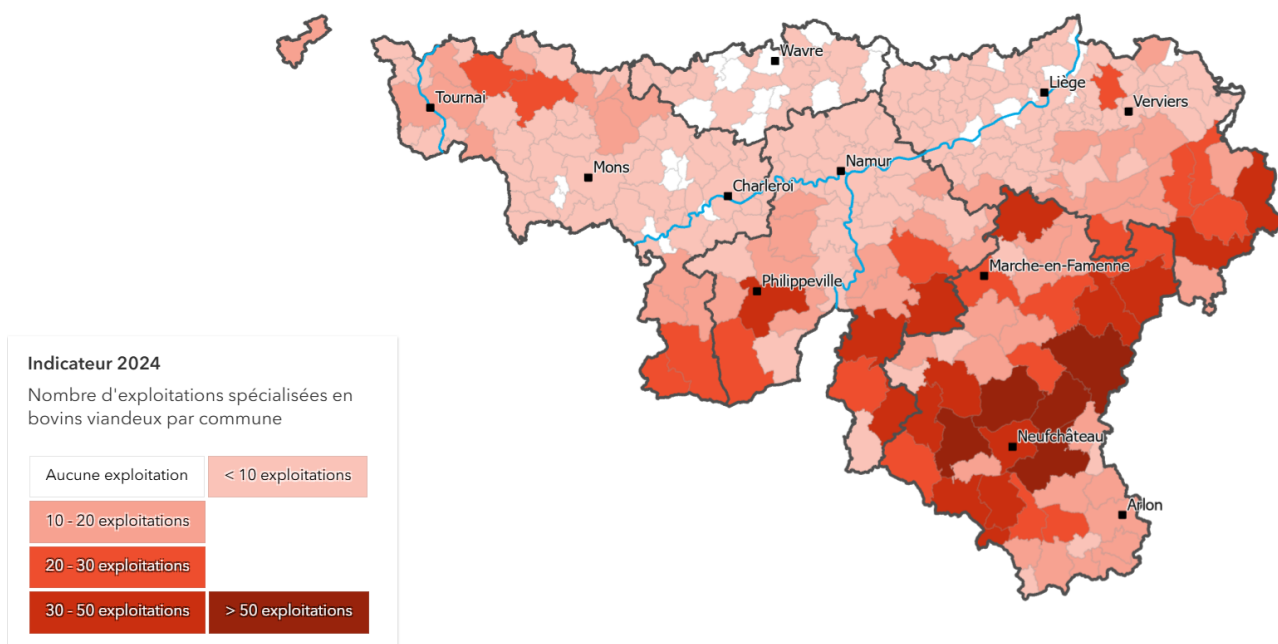 Wavre
Liège
Tournai
Verviers
Namur
Mons
Charleroi
Marche-en-Famenne
Philippeville
Neufchâteau
Arlon
Indicateur 2024
Nombre d'exploitations spécialisées en
bovins viandeux par commune
Aucune exploitation
< 10 exploitations
10 - 20 exploitations
20 - 30 exploitations
30 - 50 exploitations
> 50 exploitations